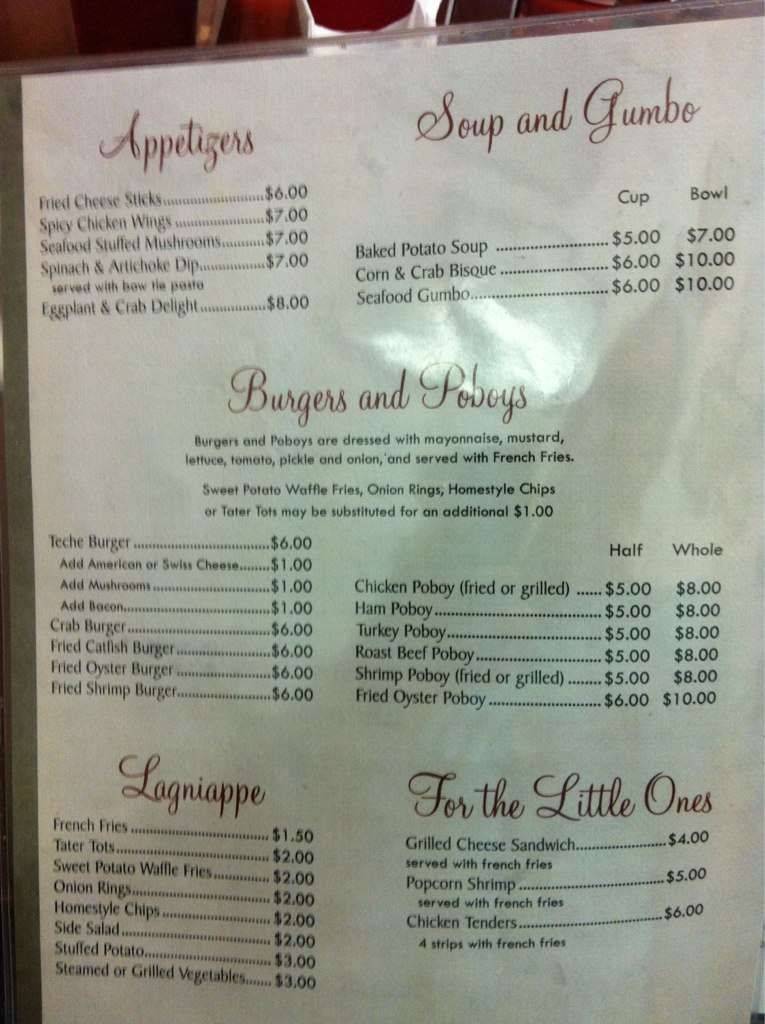 Appetizers
Fried Cheese Sticks..........................$6.00
Spicy Chicken Wings .......................$7.00
Seafood Stuffed Mushrooms...........$7.00
Spinach & Artichoke Dip.................$7.00
served with bow tie pasta
Eggplant & Crab Delight.................$8.00
Soup and Gumbo
Cup Bowl
Baked Potato Soup .......................... $5.00 $7.00
Corn & Crab Bisque ......................... $6.00 $10.00
Seafood Gumbo................................ $6.00 $10.00
Burgers and Poboys
Burgers and Poboys are dressed with mayonnaise, mustard,
lettuce, tomato, pickle and onion, and served with French Fries.
Sweet Potato Waffle Fries, Onion Rings, Homestyle Chips
or Tater Tots may be substituted for an additional $1.00
Teche Burger ...................................$6.00
Add American or Swiss Cheese........$1.00
Add Mushrooms ..............................$1.00
Add Bacon......................................$1.00
Crab Burger.....................................$6.00
Fried Catfish Burger.........................$6.00
Fried Oyster Burger .........................$6.00
Fried Shrimp Burger.........................$6.00
Half Whole
Chicken Poboy (fried or grilled) ...... $5.00 $8.00
Ham Poboy...................................... $5.00 $8.00
Turkey Poboy................................... $5.00 $8.00
Roast Beef Poboy............................. $5.00 $8.00
Shrimp Poboy (fried or grilled) ........ $5.00 $8.00
Fried Oyster Poboy .......................... $6.00 $10.00
Lagniappe
French Fries ................................... $1.50
Tater Tots....................................... $2.00
Sweet Potato Waffle Fries............... $2.00
Onion Rings................................... $2.00
Homestyle Chips ........................... $2.00
Side Salad...................................... $2.00
Stuffed Potato................................ $3.00
Steamed or Grilled Vegetables....... $3.00
For the Little Ones
Grilled Cheese Sandwich.......................$4.00
served with french fries
Popcorn Shrimp .....................................$5.00
served with french fries
Chicken Tenders.....................................$6.00
4 strips with french fries